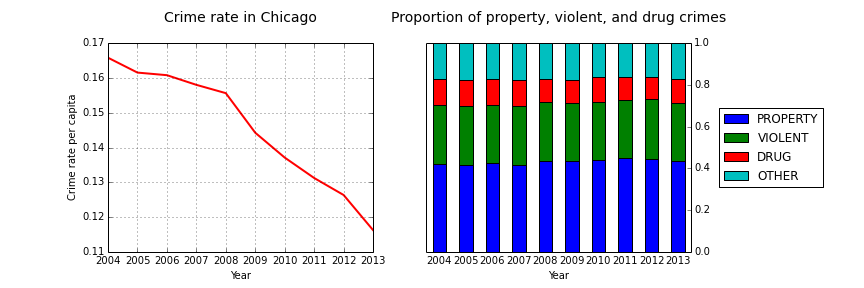 Crime rate in Chicago
Crime rate per capita
0.17
0.16
0.15
0.14
0.13
0.12
0.11
2004 2005 2006 2007 2008 2009 2010 2011 2012 2013
Year
Proportion of property, violent, and drug crimes
1.0
0.8
0.6
0.4
0.2
0.0
2004 2005 2006 2007 2008 2009 2010 2011 2012 2013
Year
PROPERTY
VIOLENT
DRUG
OTHER